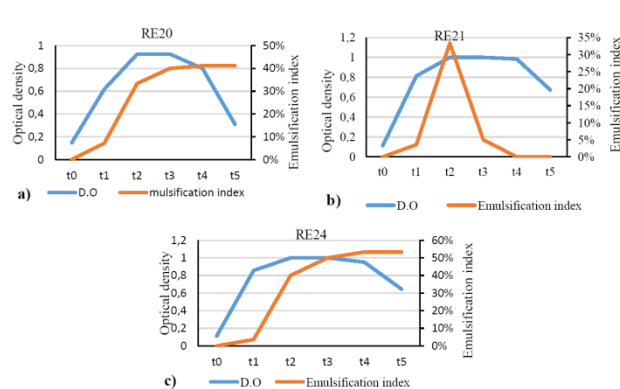 RE20
Optical density
1
0,8
0,6
0,4
0,2
0
50%
40%
30%
20%
10%
0%
Emulsification index
t0 t1 t2 t3 t4 t5
a)
D.O mulsification index
RE21
Optical density
1,2
1
0,8
0,6
0,4
0,2
0
35%
30%
25%
20%
15%
10%
5%
0%
Emulsification index
t0 t1 t2 t3 t4 t5
b)
D.O Emulsification index
RE24
Optical density
1,2
1
0,8
0,6
0,4
0,2
0
60%
50%
40%
30%
20%
10%
0%
Emulsification index
t0 t1 t2 t3 t4 t5
c)
D.O Emulsification index